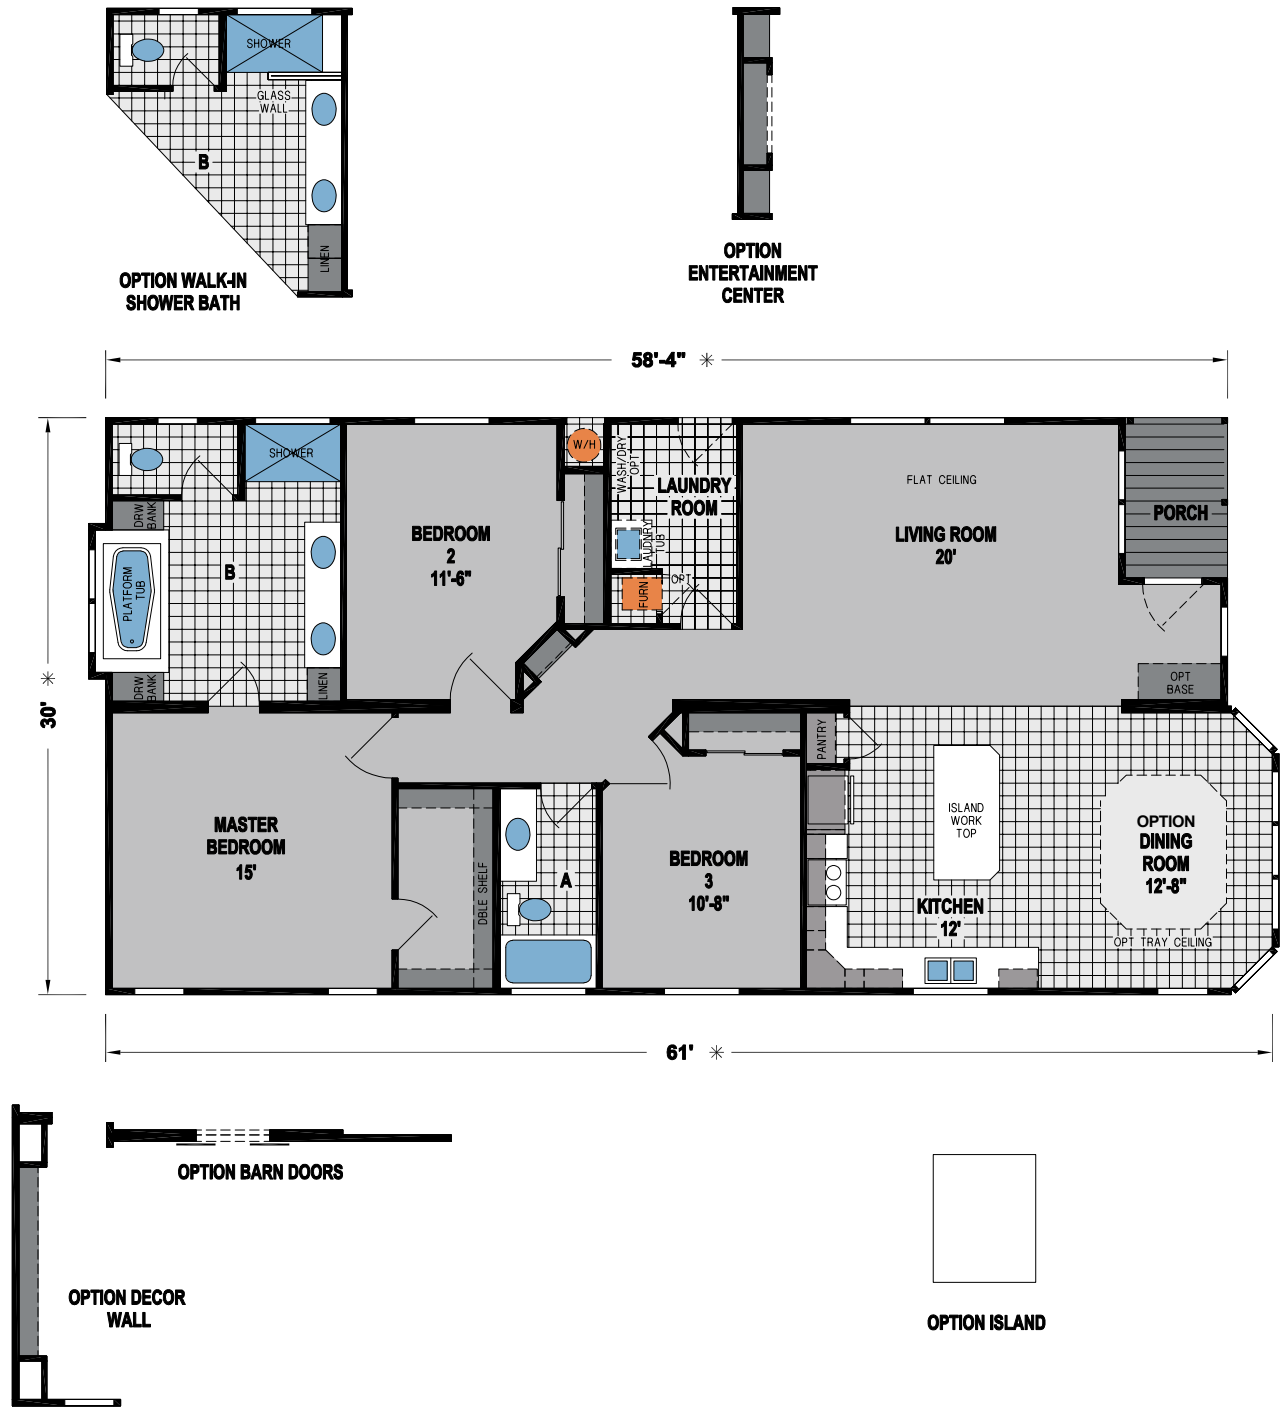 SHOWER
GLASS
WALL
B
LINEN
OPTION WALK-IN
SHOWER BATH
OPTION
ENTERTAINMENT
CENTER
58'-4" ✳
30' ✳
SHOWER
DRW
BANK
PLATFORM
TUB
B
DRW
BANK
LINEN
BEDROOM
2
11'-6"
W/H
WASH/DRY
OPT
LAUNDRY
ROOM
LAUDNRY
TUB
OPT
FURN
FLAT CEILING
LIVING ROOM
20'
PORCH
OPT
BASE
MASTER
BEDROOM
15'
DBLE SHELF
A
BEDROOM
3
10'-8"
PANTRY
ISLAND
WORK
TOP
KITCHEN
12'
OPTION
DINING
ROOM
12'-8"
OPT TRAY CEILING
61' ✳
OPTION BARN DOORS
OPTION DECOR
WALL
OPTION ISLAND